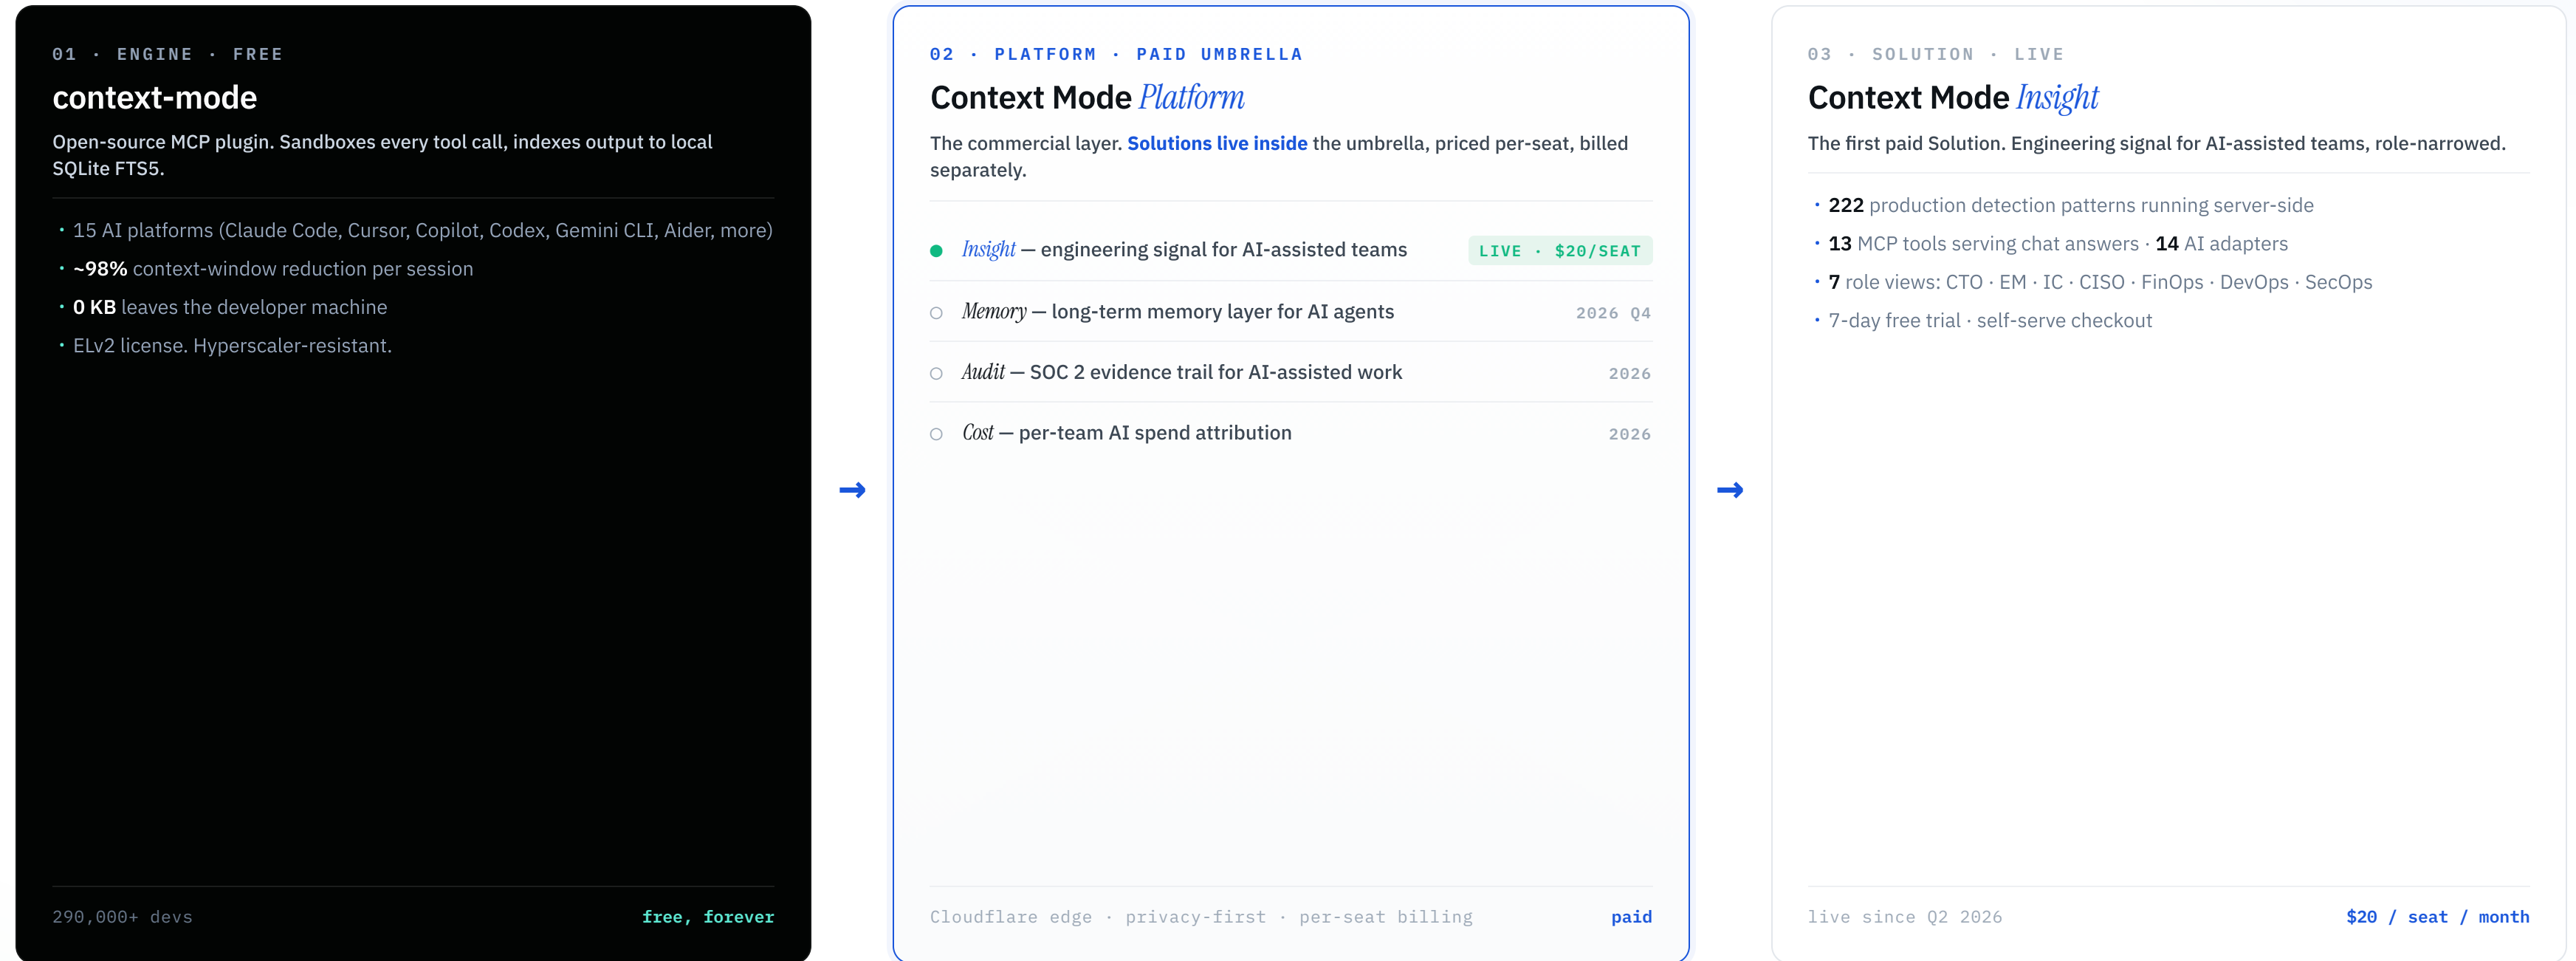 01 · ENGINE · FREE
context-mode
Open-source MCP plugin. Sandboxes every tool call, indexes output to local
SQLite FTS5.
· 15 AI platforms (Claude Code, Cursor, Copilot, Codex, Gemini CLI, Aider, more)
· ~98% context-window reduction per session
· 0 KB leaves the developer machine
· ELv2 license. Hyperscaler-resistant.
290,000+ devs
free, forever
→
02 · PLATFORM · PAID UMBRELLA
Context Mode Platform
The commercial layer. Solutions live inside the umbrella, priced per-seat, billed
separately.
Insight — engineering signal for AI-assisted teams
LIVE · $20/SEAT
Memory — long-term memory layer for AI agents
2026 Q4
Audit — SOC 2 evidence trail for AI-assisted work
2026
Cost — per-team AI spend attribution
2026
Cloudflare edge · privacy-first · per-seat billing
paid
→
03 · SOLUTION · LIVE
Context Mode Insight
The first paid Solution. Engineering signal for AI-assisted teams, role-narrowed.
· 222 production detection patterns running server-side
· 13 MCP tools serving chat answers · 14 AI adapters
· 7 role views: CTO · EM · IC · CISO · FinOps · DevOps · SecOps
· 7-day free trial · self-serve checkout
live since Q2 2026
$20 / seat / month